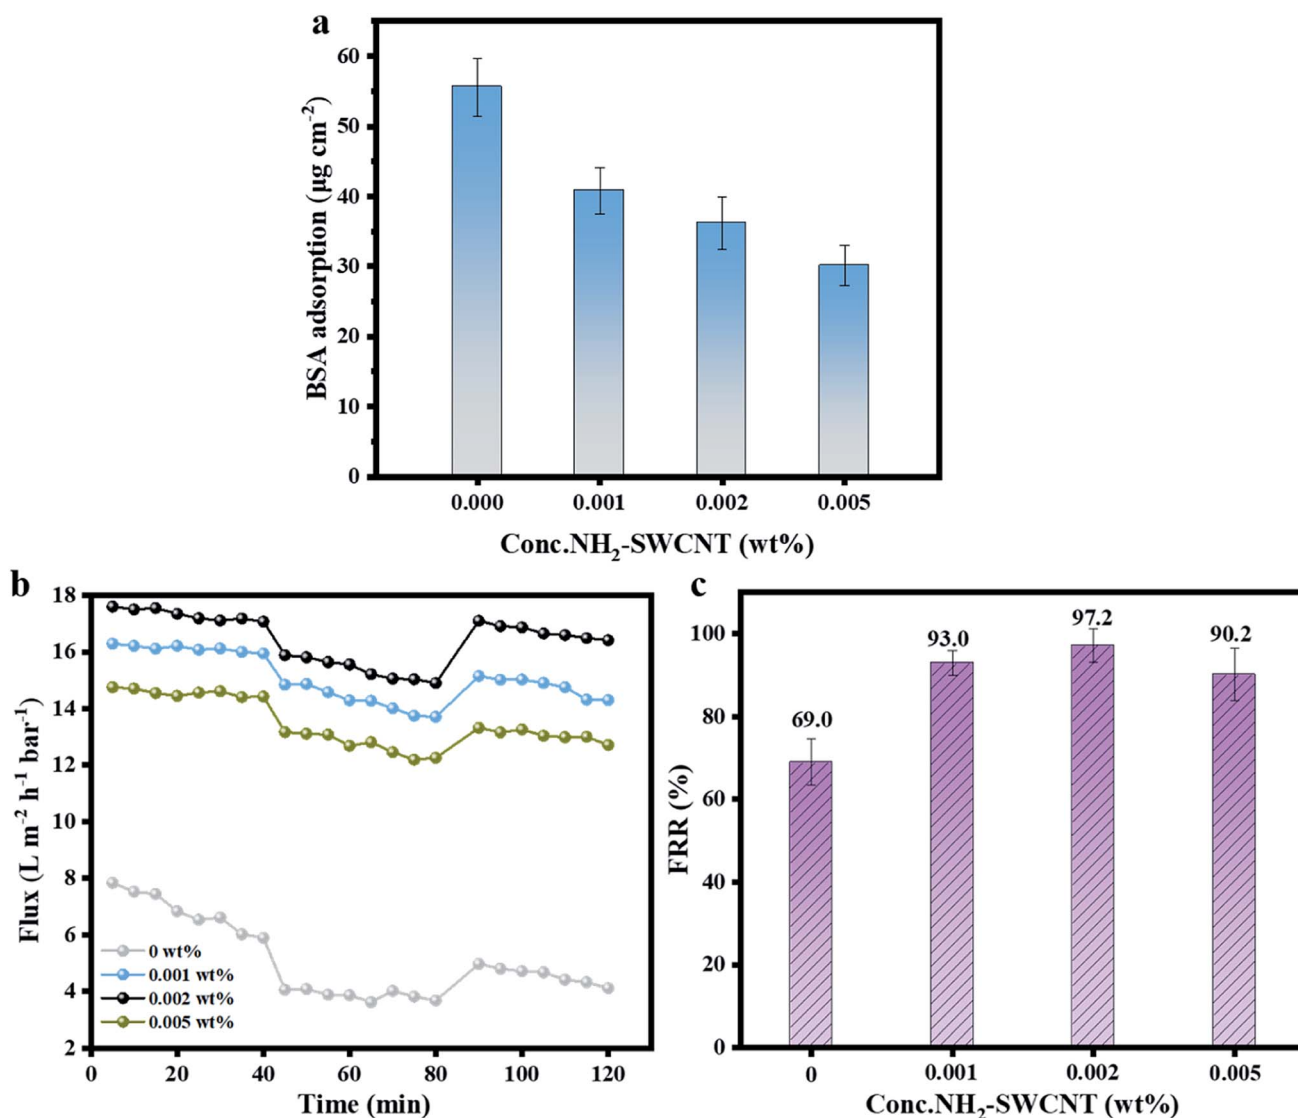 a
BSA adsorption (μg cm⁻²)
60
50
40
30
20
10
0
0.000 0.001 0.002 0.005
Conc.NH₂-SWCNT (wt%)
b
Flux (L m⁻² h⁻¹ bar⁻¹)
18
16
14
12
10
8
6
4
2
0 wt%
0.001 wt%
0.002 wt%
0.005 wt%
0 20 40 60 80 100 120
Time (min)
c
FRR (%)
100
80
60
40
20
0
69.0 93.0 97.2 90.2
0 0.001 0.002 0.005
Conc.NH₂-SWCNT (wt%)